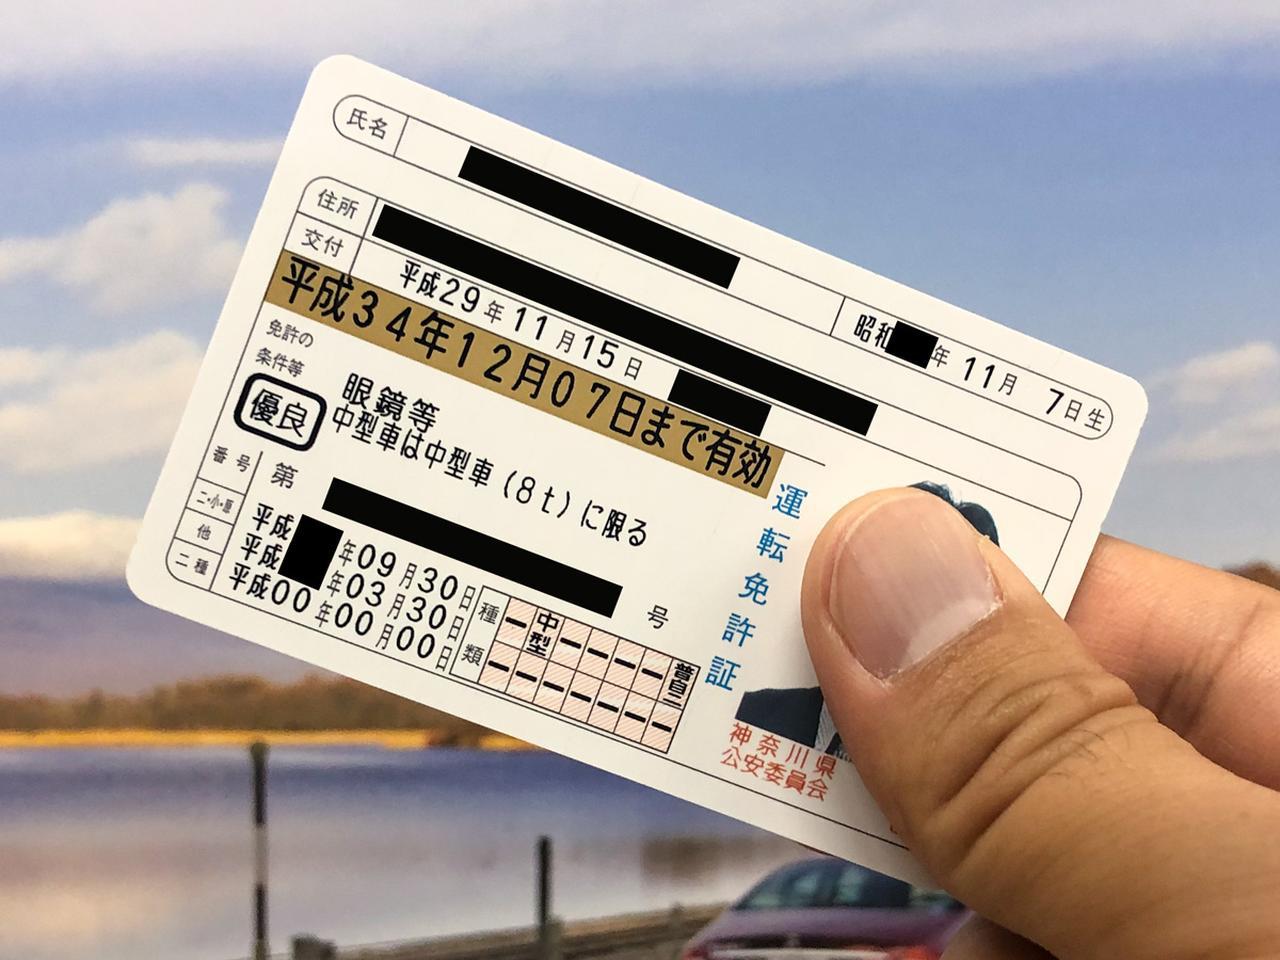 氏名
昭和 年 11月 7日生
住所
交付 平成29年11月15日
平成34年12月07日まで有効
免許の
条件等
眼鏡等
中型車は中型車(8t)に限る
優良
番号 第 号
二・小・原 平成 年09月30日
他 平成 年03月30日
二種 平成00年00月00日
種類
中型
普自二
運転免許証
神奈川県
公安委員会